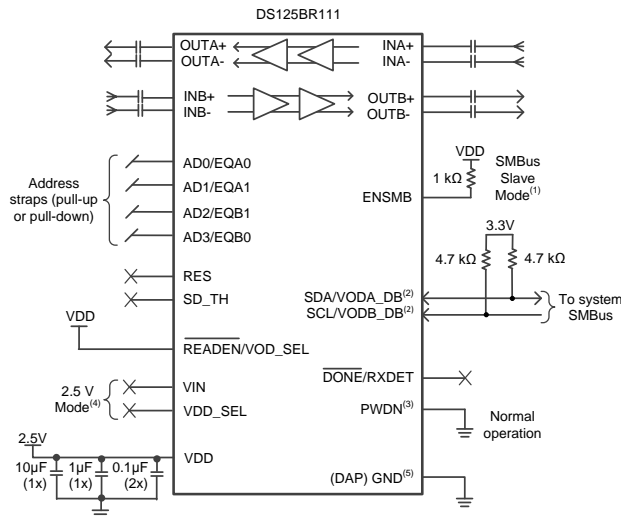 DS125BR111
OUTA+
OUTA-
INA+
INA-
INB+
INB-
OUTB+
OUTB-
Address
straps (pull-up
or pull-down)
AD0/EQA0
AD1/EQA1
AD2/EQB1
AD3/EQB0
VDD
1 kΩ
SMBus
Slave
Mode(1)
ENSMB
3.3V
4.7 kΩ
4.7 kΩ
RES
SD_TH
SDA/VODA_DB(2)
SCL/VODB_DB(2)
To system
SMBus
VDD
READEN/VOD_SEL
2.5 V
Mode(4)
VIN
VDD_SEL
DONE/RXDET
PWDN(3)
Normal
operation
2.5V
VDD
10μF
(1x)
1μF
(1x)
0.1μF
(2x)
(DAP) GND(5)